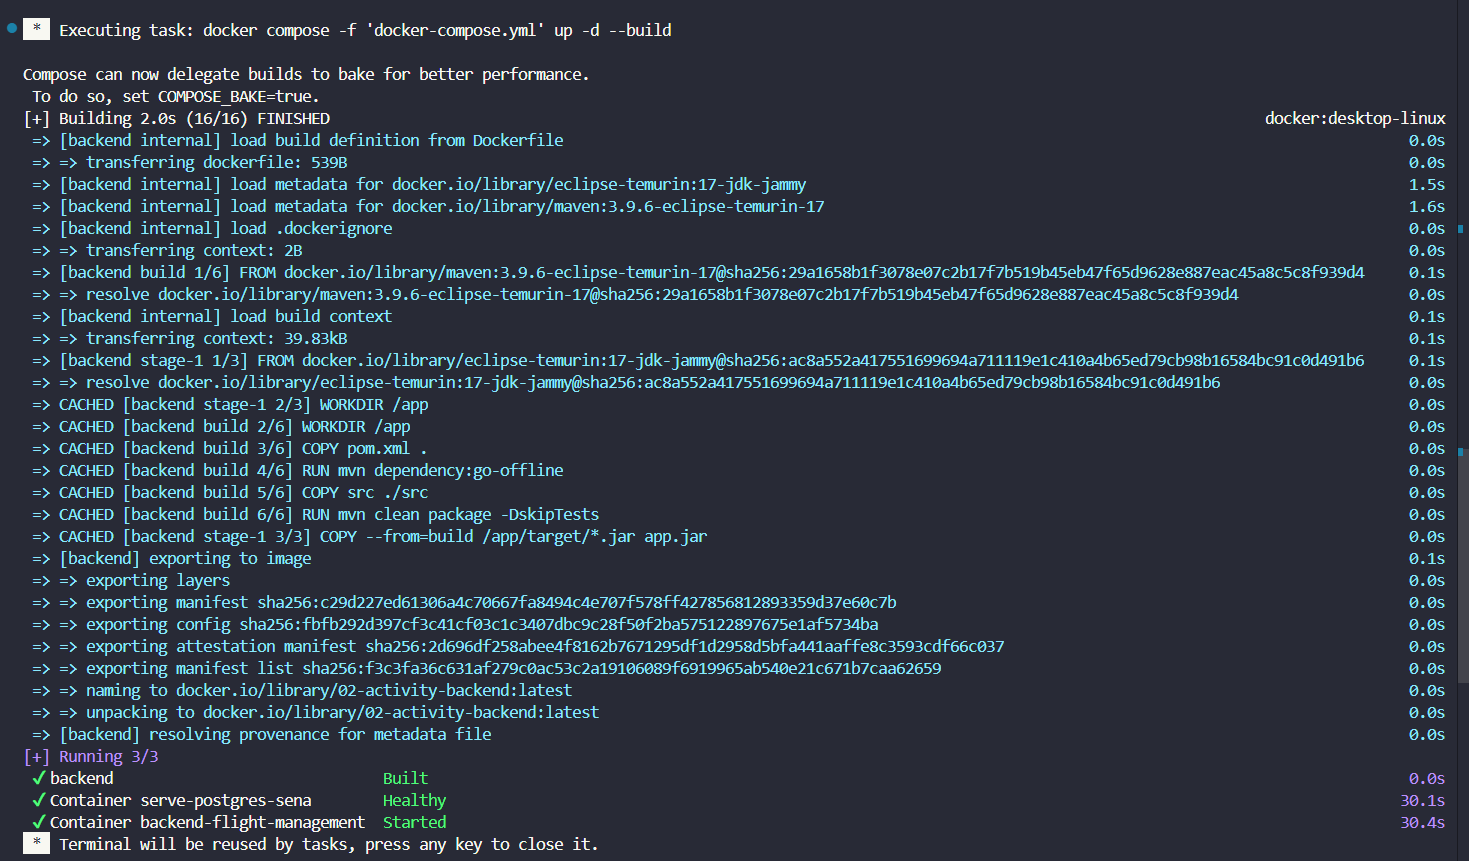 * Executing task: docker compose -f 'docker-compose.yml' up -d --build
Compose can now delegate builds to bake for better performance.
To do so, set COMPOSE_BAKE=true.
[+] Building 2.0s (16/16) FINISHED docker:desktop-linux
=> [backend internal] load build definition from Dockerfile 0.0s
=> => transferring dockerfile: 539B 0.0s
=> [backend internal] load metadata for docker.io/library/eclipse-temurin:17-jdk-jammy 1.5s
=> [backend internal] load metadata for docker.io/library/maven:3.9.6-eclipse-temurin-17 1.6s
=> [backend internal] load .dockerignore 0.0s
=> => transferring context: 2B 0.0s
=> [backend build 1/6] FROM docker.io/library/maven:3.9.6-eclipse-temurin-17@sha256:29a1658b1f3078e07c2b17f7b519b45eb47f65d9628e887eac45a8c5c8f939d4 0.1s
=> => resolve docker.io/library/maven:3.9.6-eclipse-temurin-17@sha256:29a1658b1f3078e07c2b17f7b519b45eb47f65d9628e887eac45a8c5c8f939d4 0.0s
=> [backend internal] load build context 0.1s
=> => transferring context: 39.83kB 0.1s
=> [backend stage-1 1/3] FROM docker.io/library/eclipse-temurin:17-jdk-jammy@sha256:ac8a552a417551699694a711119e1c410a4b65ed79cb98b16584bc91c0d491b6 0.1s
=> => resolve docker.io/library/eclipse-temurin:17-jdk-jammy@sha256:ac8a552a417551699694a711119e1c410a4b65ed79cb98b16584bc91c0d491b6 0.0s
=> CACHED [backend stage-1 2/3] WORKDIR /app 0.0s
=> CACHED [backend build 2/6] WORKDIR /app 0.0s
=> CACHED [backend build 3/6] COPY pom.xml . 0.0s
=> CACHED [backend build 4/6] RUN mvn dependency:go-offline 0.0s
=> CACHED [backend build 5/6] COPY src ./src 0.0s
=> CACHED [backend build 6/6] RUN mvn clean package -DskipTests 0.0s
=> CACHED [backend stage-1 3/3] COPY --from=build /app/target/*.jar app.jar 0.0s
=> [backend] exporting to image 0.1s
=> => exporting layers 0.0s
=> => exporting manifest sha256:c29d227ed61306a4c70667fa8494c4e707f578ff427856812893359d37e60c7b 0.0s
=> => exporting config sha256:fbfb292d397cf3c41cf03c1c3407dbc9c28f50f2ba575122897675e1af5734ba 0.0s
=> => exporting attestation manifest sha256:2d696df258abee4f8162b7671295df1d2958d5bfa441aaffe8c3593cdf66c037 0.0s
=> => exporting manifest list sha256:f3c3fa36c631af279c0ac53c2a19106089f6919965ab540e21c671b7caa62659 0.0s
=> => naming to docker.io/library/02-activity-backend:latest 0.0s
=> => unpacking to docker.io/library/02-activity-backend:latest 0.0s
=> [backend] resolving provenance for metadata file 0.0s
[+] Running 3/3
✔ backend Built 0.0s
✔ Container serve-postgres-sena Healthy 30.1s
✔ Container backend-flight-management Started 30.4s
* Terminal will be reused by tasks, press any key to close it.